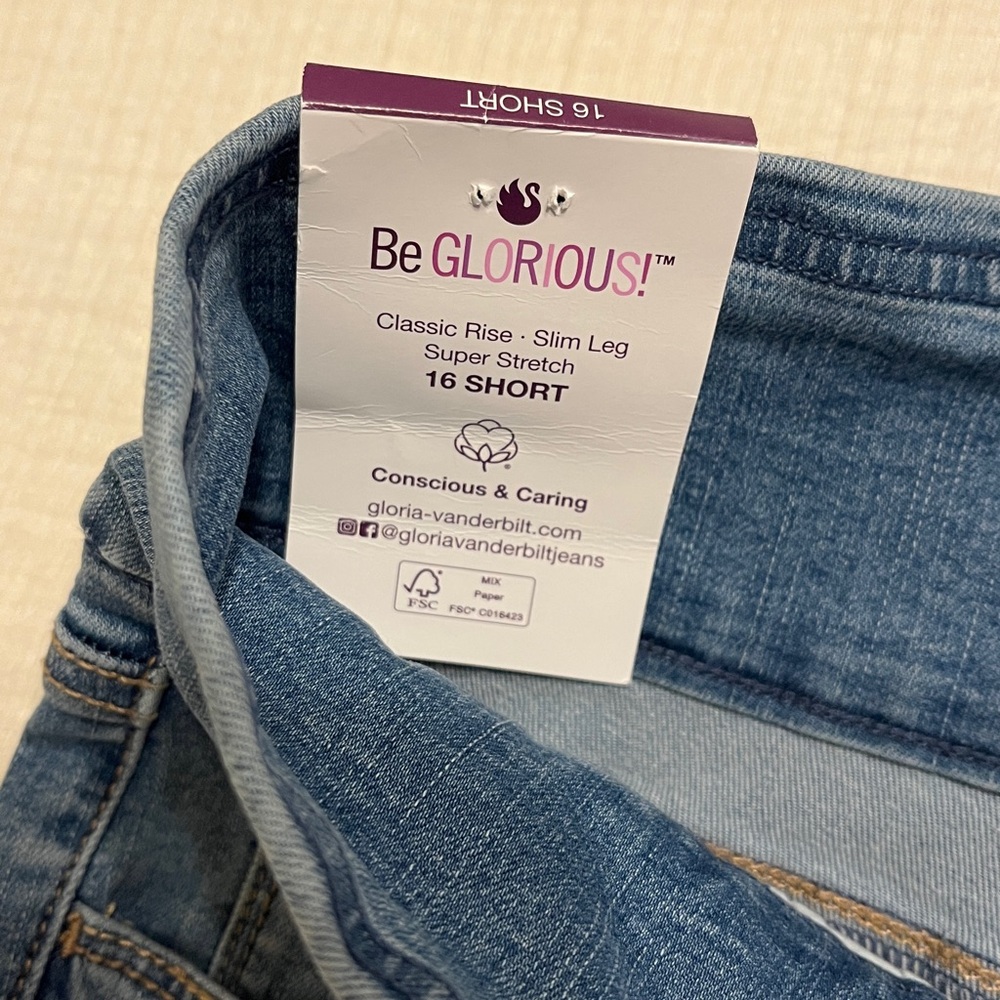 16 SHORT
Be GLORIOUS!™
Classic Rise · Slim Leg
Super Stretch
16 SHORT
Conscious & Caring
gloria-vanderbilt.com
@gloriavanderbiltjeans
FSC
MIX
Paper
FSC® C016423